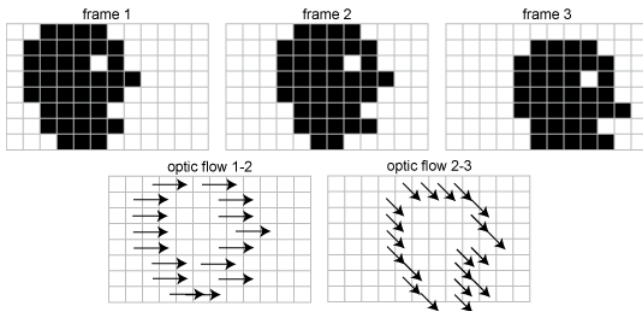 frame 1
frame 2
frame 3
optic flow 1-2
optic flow 2-3